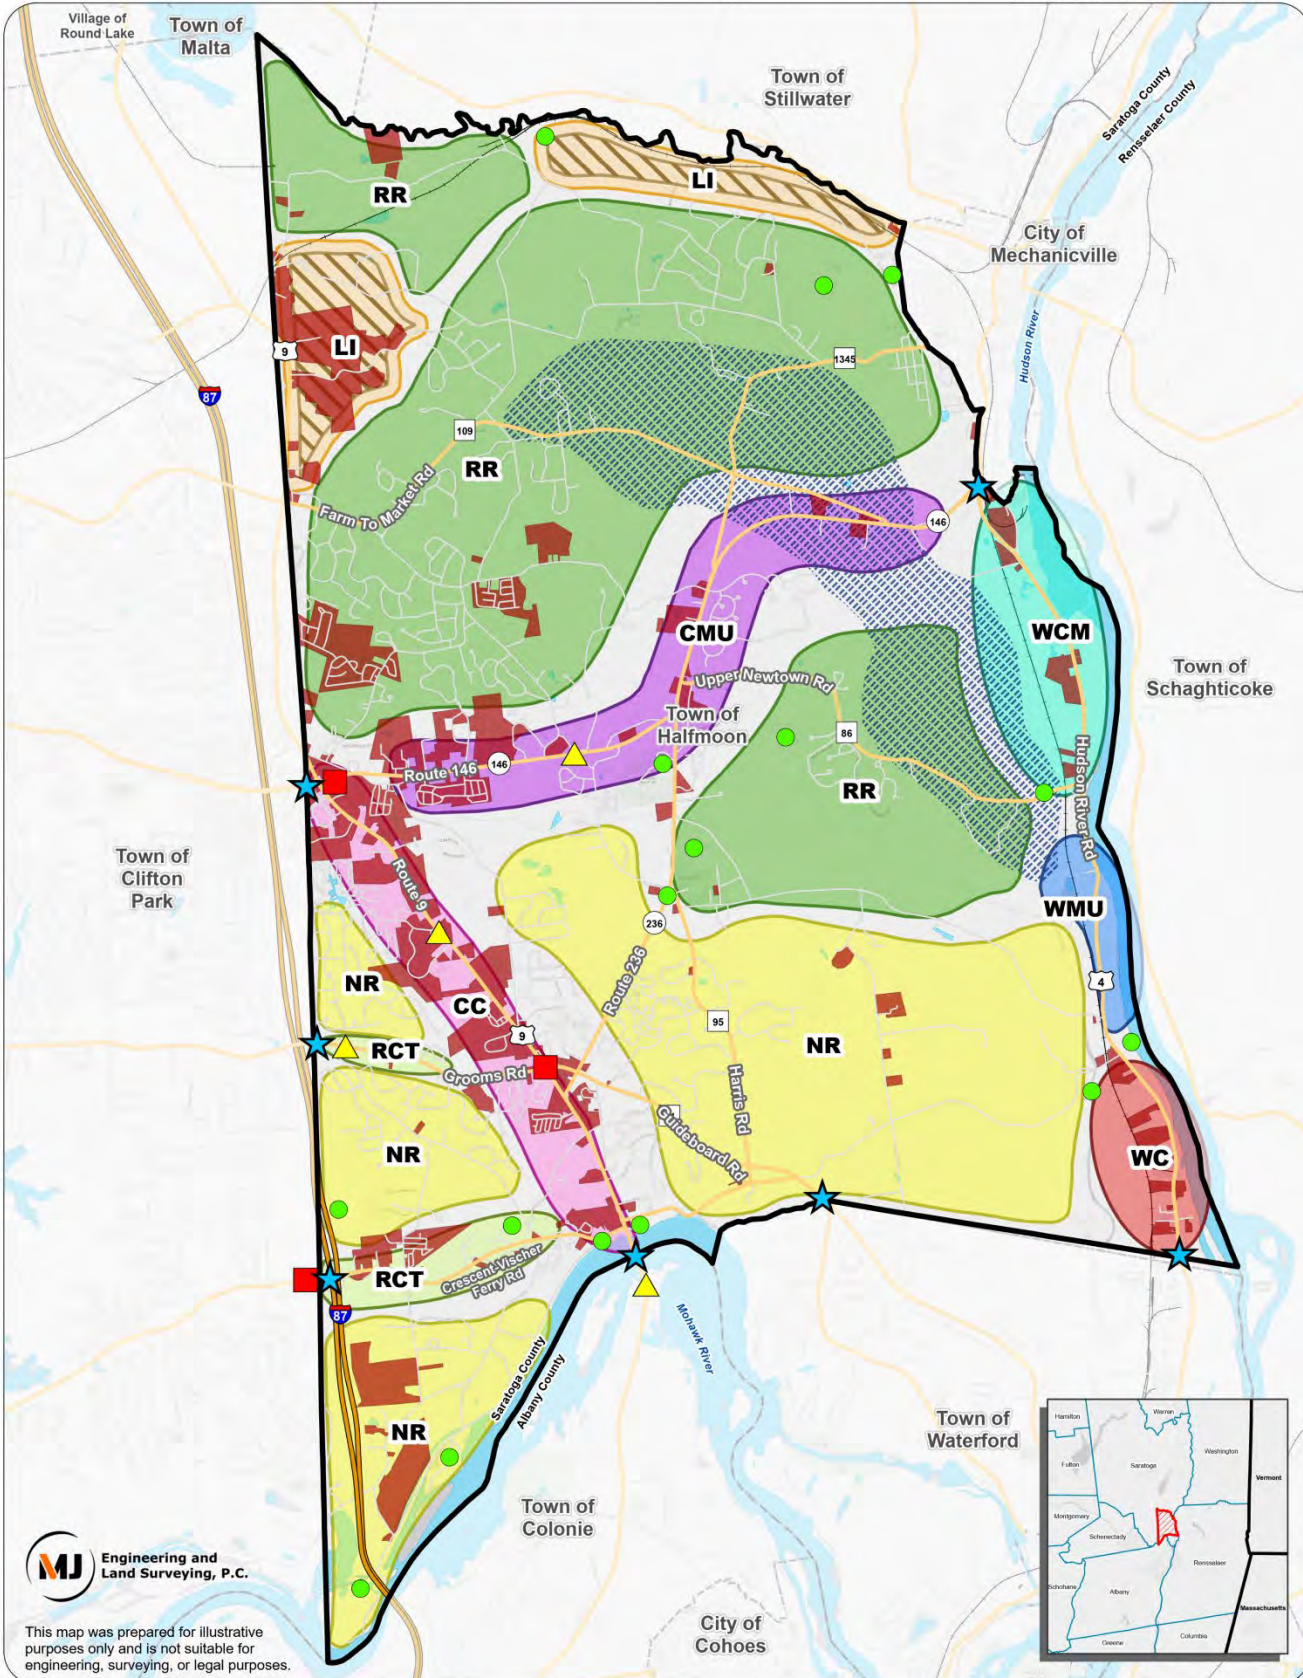 Village of
Round Lake
Town of
Malta
Town of
Stillwater
Saratoga County
Rensselaer County
RR
LI
City of
Mechanicville
Hudson River
LI
9
87
1345
109
RR
Farm To Market Rd
146
CMU
WCM
Upper Newtown Rd
Town of
Halfmoon
Town of
Schaghticoke
86
Route 146
146
RR
Hudson River Rd
Town of
Clifton
Park
Route 9
WMU
236
Route 236
NR
CC
4
9
95
NR
RCT
Grooms Rd
Harris Rd
Guideboard Rd
NR
WC
RCT
Crescent-Vischer
Ferry Rd
87
Mohawk River
Saratoga County
Albany County
NR
Town of
Waterford
Town of
Colonie
City of
Cohoes
MJ
Engineering and
Land Surveying, P.C.
This map was prepared for illustrative
purposes only and is not suitable for
engineering, surveying, or legal purposes.
Hamilton
Warren
Washington
Fulton
Saratoga
Vermont
Montgomery
Schenectady
Rensselaer
Schoharie
Albany
Massachusetts
Greene
Columbia